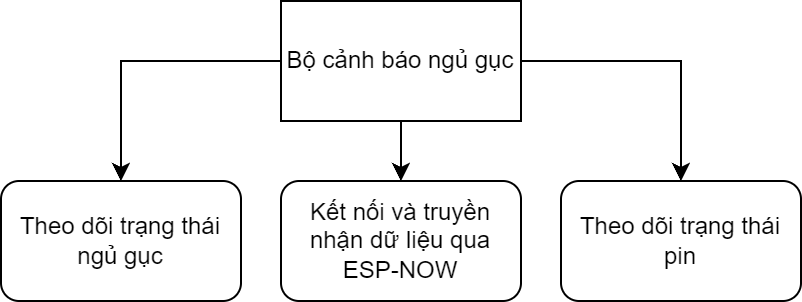 Bộ cảnh báo ngủ gục
Theo dõi trạng thái
ngủ gục
Kết nối và truyền
nhận dữ liệu qua
ESP-NOW
Theo dõi trạng thái
pin